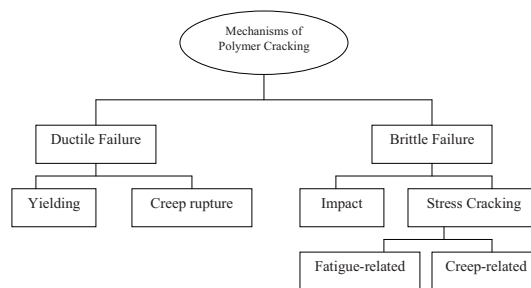 Mechanisms of
Polymer Cracking
Ductile Failure
Brittle Failure
Yielding
Creep rupture
Impact
Stress Cracking
Fatigue-related
Creep-related